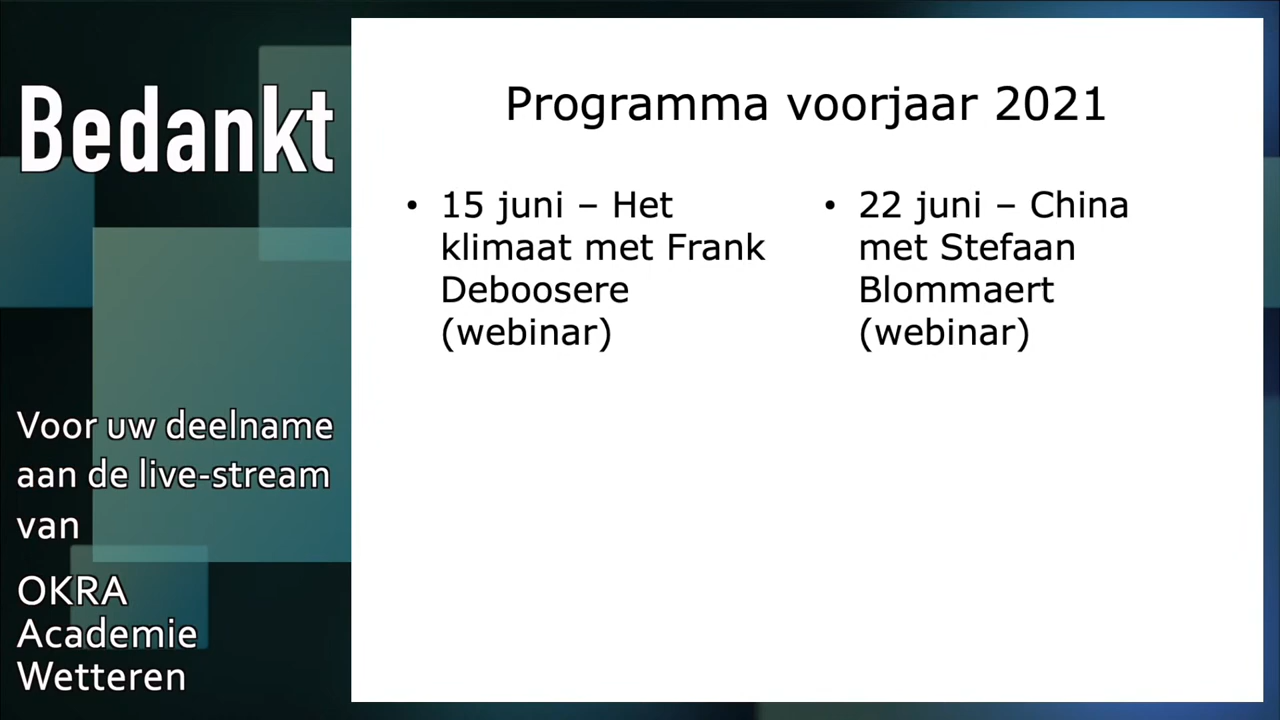 Bedankt
Voor uw deelname
aan de live-stream
van
OKRA
Academie
Wetteren
Programma voorjaar 2021
• 15 juni – Het
klimaat met Frank
Deboosere
(webinar)
• 22 juni – China
met Stefaan
Blommaert
(webinar)